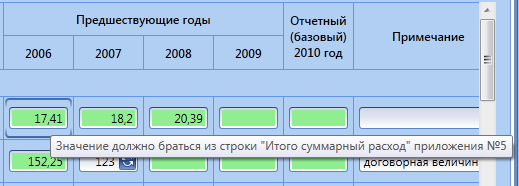 Предшествующие годы
Отчетный
(базовый)
2010 год
Примечание
2006 2007 2008 2009
17,41 18,2 20,39
Значение должно браться из строки "Итого суммарный расход" приложения №5
152,25 123 договорная величин